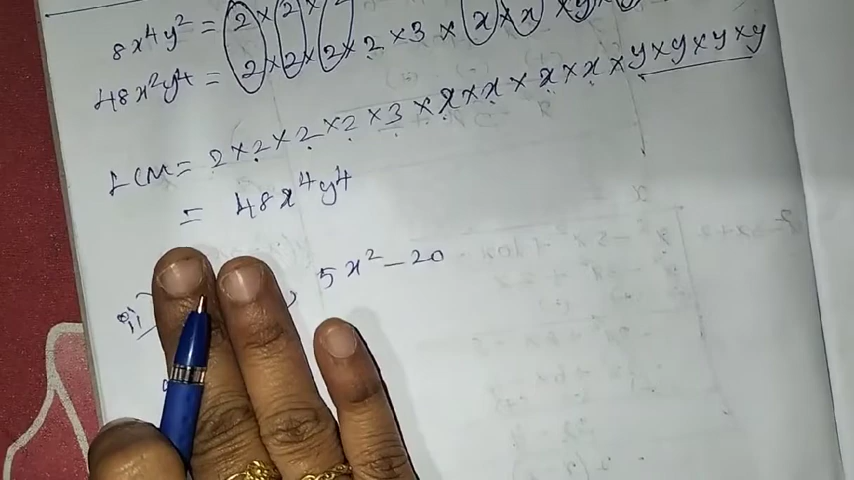 8x⁴y² = 2×2×2
48x²y⁴ = 2×2×2×2×3×x×x×y
LCM = 2×2×2×2×3×x×x×x×x×y×y×y×y
= 48x⁴y⁴
ii) , 5x²-20